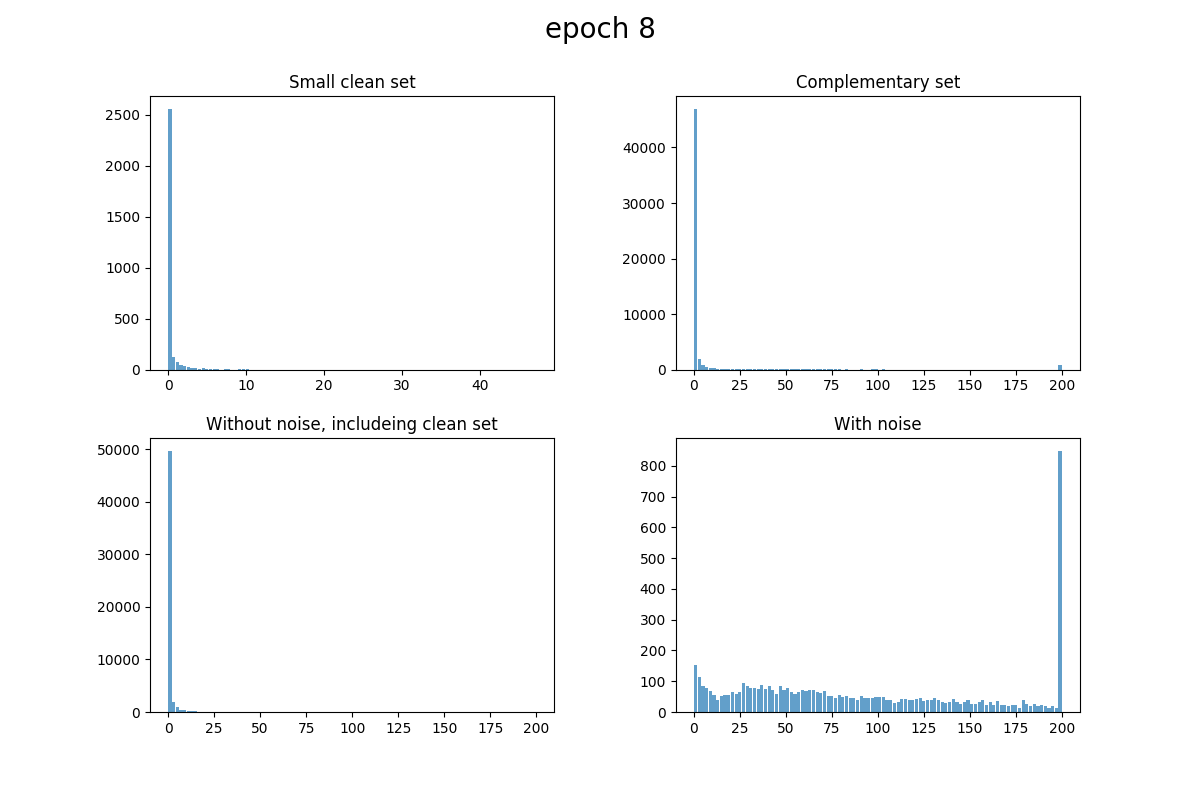 epoch 8
Small clean set
2500
2000
1500
1000
500
0
0 10 20 30 40
Complementary set
40000
30000
20000
10000
0
0 25 50 75 100 125 150 175 200
Without noise, includeing clean set
50000
40000
30000
20000
10000
0
0 25 50 75 100 125 150 175 200
With noise
800
700
600
500
400
300
200
100
0
0 25 50 75 100 125 150 175 200